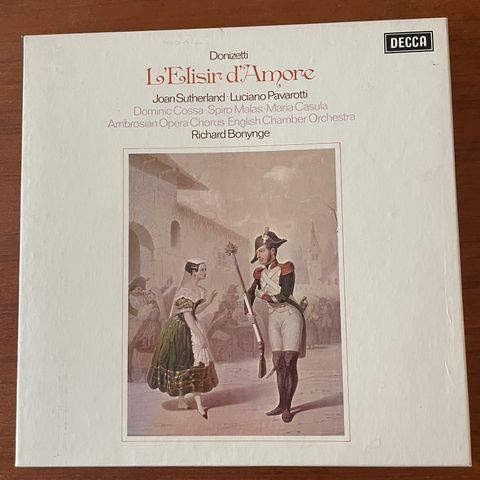 DECCA
Donizetti
L'Elisir d'Amore
Joan Sutherland · Luciano Pavarotti
Dominic Cossa · Spiro Malas · Maria Casula
Ambrosian Opera Chorus · English Chamber Orchestra
Richard Bonynge